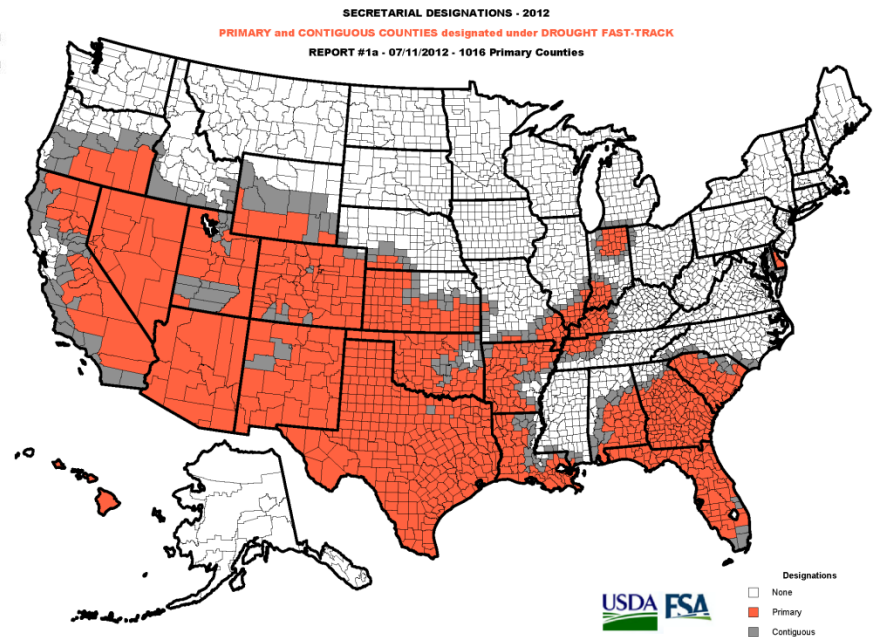 SECRETARIAL DESIGNATIONS - 2012
PRIMARY and CONTIGUOUS COUNTIES designated under DROUGHT FAST-TRACK
REPORT #1a - 07/11/2012 - 1016 Primary Counties
Designations
None
Primary
Contiguous
USDA FSA